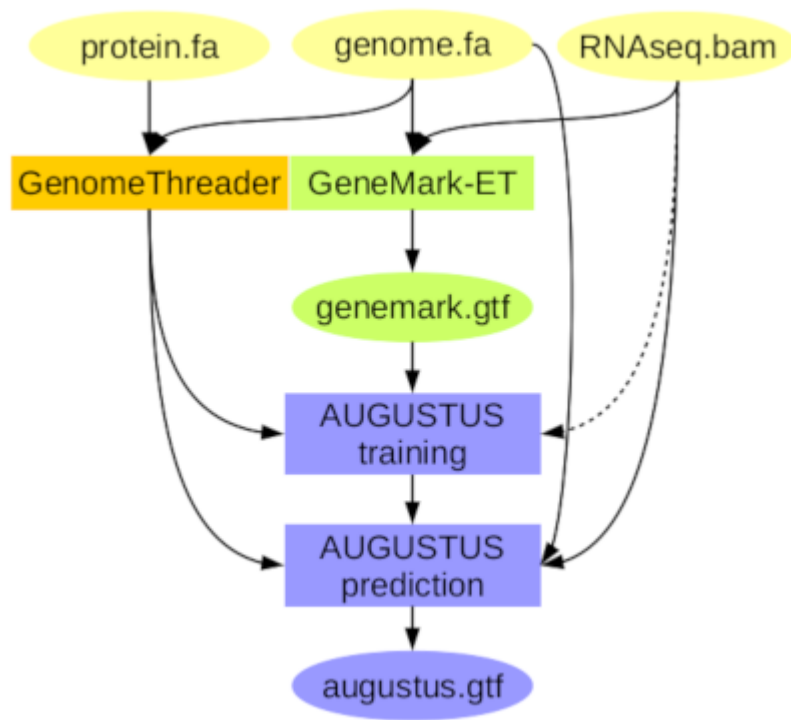 protein.fa
genome.fa
RNAseq.bam
GenomeThreader
GeneMark-ET
genemark.gtf
AUGUSTUS
training
AUGUSTUS
prediction
augustus.gtf